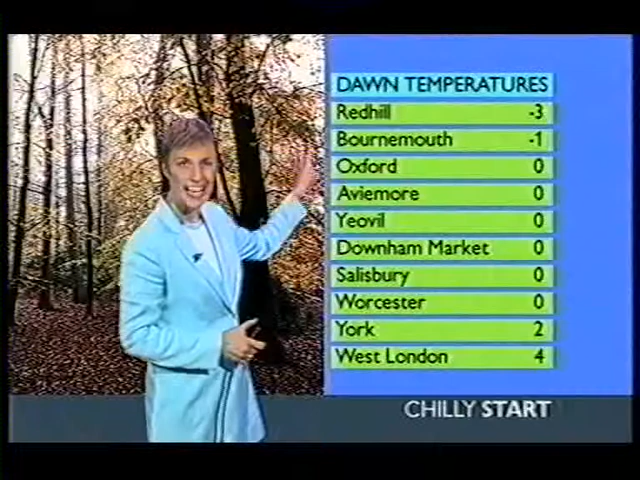 DAWN TEMPERATURES
Redhill -3
Bournemouth -1
Oxford 0
Aviemore 0
Yeovil 0
Downham Market 0
Salisbury 0
Worcester 0
York 2
West London 4
CHILLY START